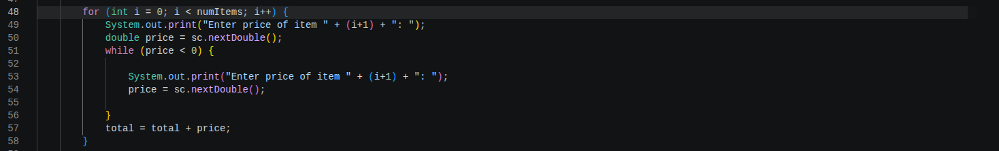 48 for (int i = 0; i < numItems; i++) {
49 System.out.print("Enter price of item " + (i+1) + ": ");
50 double price = sc.nextDouble();
51 while (price < 0) {
52
53 System.out.print("Enter price of item " + (i+1) + ": ");
54 price = sc.nextDouble();
55
56 }
57 total = total + price;
58 }